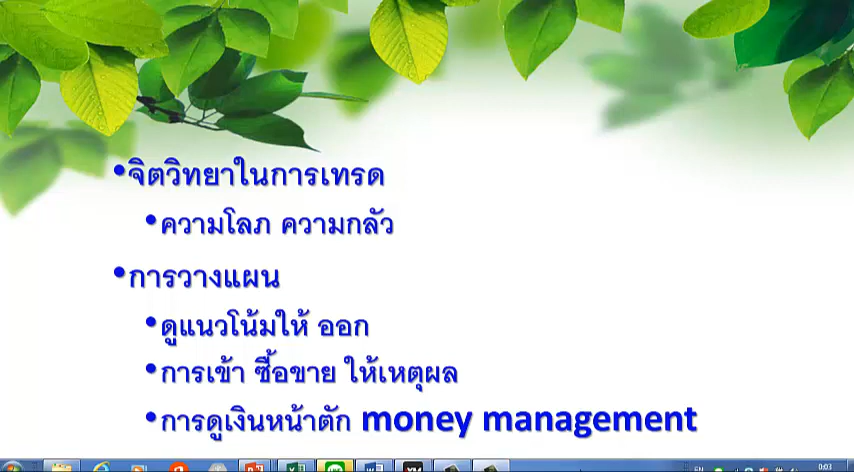 •จิตวิทยาในการเทรด
•ความโลภ ความกลัว
•การวางแผน
•ดูแนวโน้มให้ ออก
•การเข้า ซื้อขาย ให้เหตุผล
•การดูเงินหน้าตัก money management
EN 0:03